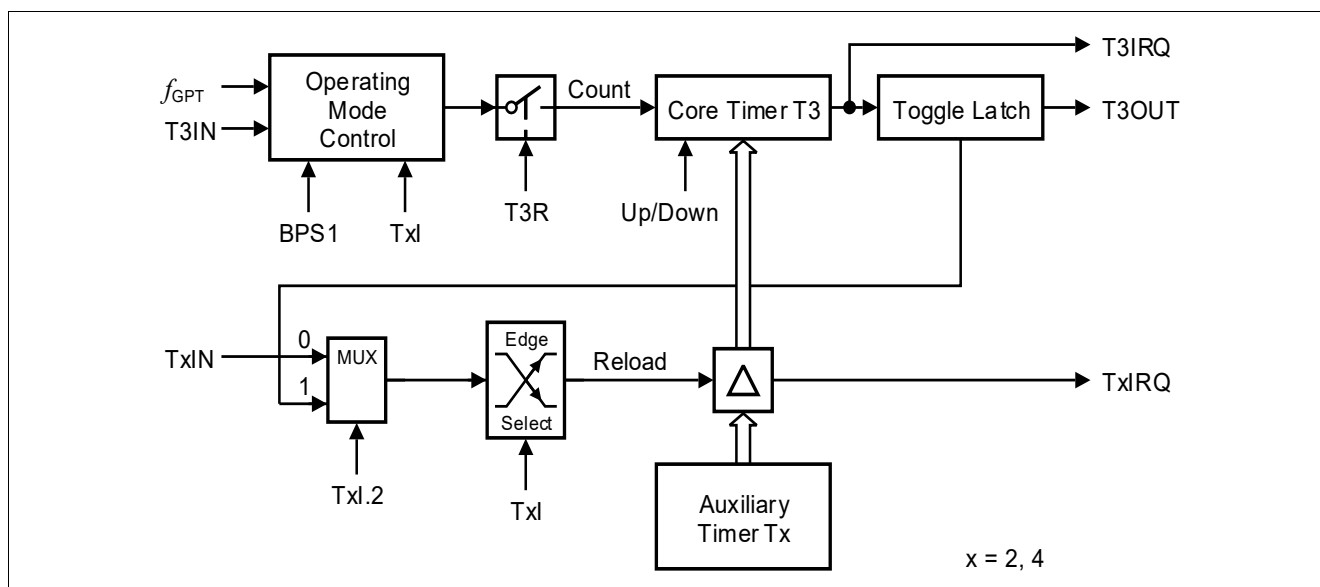 T3IRQ
fGPT
Operating
Mode
Control
Count
Core Timer T3
Toggle Latch
T3OUT
T3IN
T3R
Up/Down
BPS1
TxI
TxIN
0
MUX
Edge
Reload
TxIRQ
1
Select
TxI.2
TxI
Auxiliary
Timer Tx
x = 2, 4